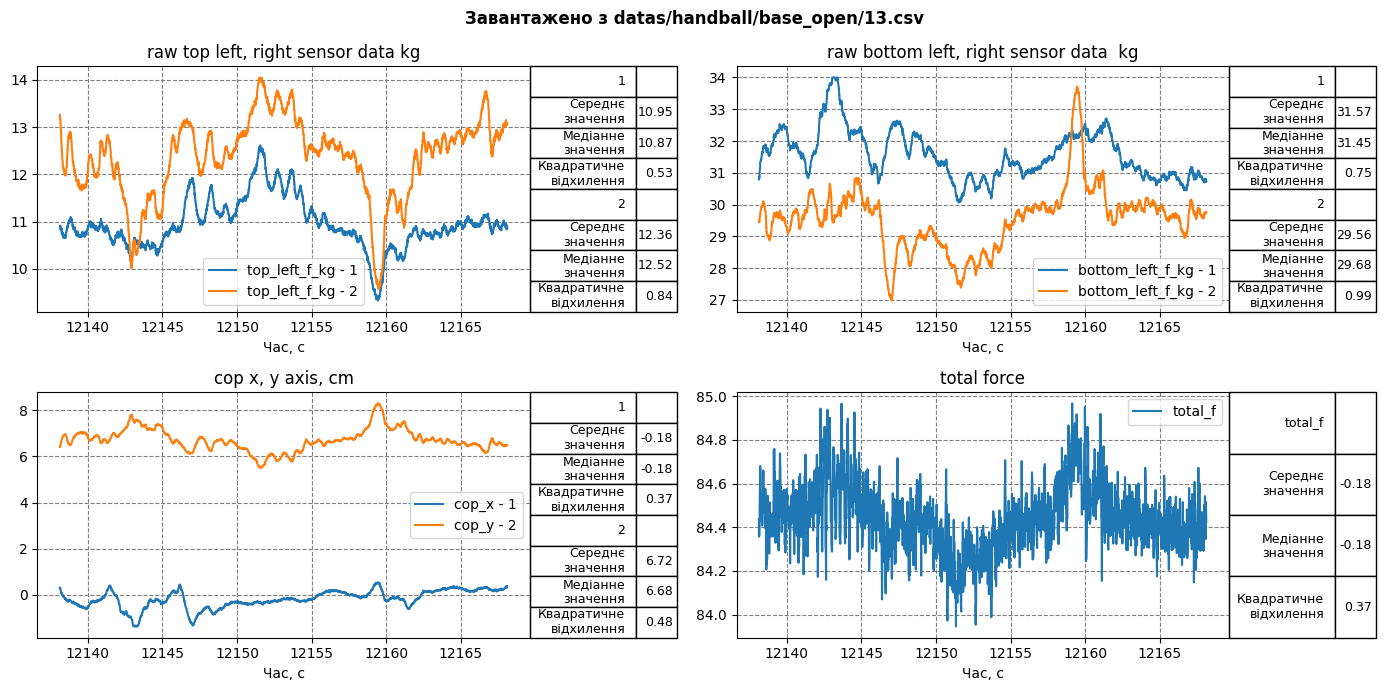 Завантажено з datas/handball/base_open/13.csv
raw top left, right sensor data kg
14
13
12
11
10
12140 12145 12150 12155 12160 12165
Час, с
top_left_f_kg - 1
top_left_f_kg - 2
1
Середнє
значення 10.95
Медіанне
значення 10.87
Квадратичне
відхилення 0.53
2
Середнє
значення 12.36
Медіанне
значення 12.52
Квадратичне
відхилення 0.84
raw bottom left, right sensor data  kg
34
33
32
31
30
29
28
27
12140 12145 12150 12155 12160 12165
Час, с
bottom_left_f_kg - 1
bottom_left_f_kg - 2
1
Середнє
значення 31.57
Медіанне
значення 31.45
Квадратичне
відхилення 0.75
2
Середнє
значення 29.56
Медіанне
значення 29.68
Квадратичне
відхилення 0.99
cop x, y axis, cm
8
6
4
2
0
12140 12145 12150 12155 12160 12165
Час, с
cop_x - 1
cop_y - 2
1
Середнє
значення -0.18
Медіанне
значення -0.18
Квадратичне
відхилення 0.37
2
Середнє
значення 6.72
Медіанне
значення 6.68
Квадратичне
відхилення 0.48
total force
85.0
84.8
84.6
84.4
84.2
84.0
12140 12145 12150 12155 12160 12165
Час, с
total_f
total_f
Середнє
значення -0.18
Медіанне
значення -0.18
Квадратичне
відхилення 0.37